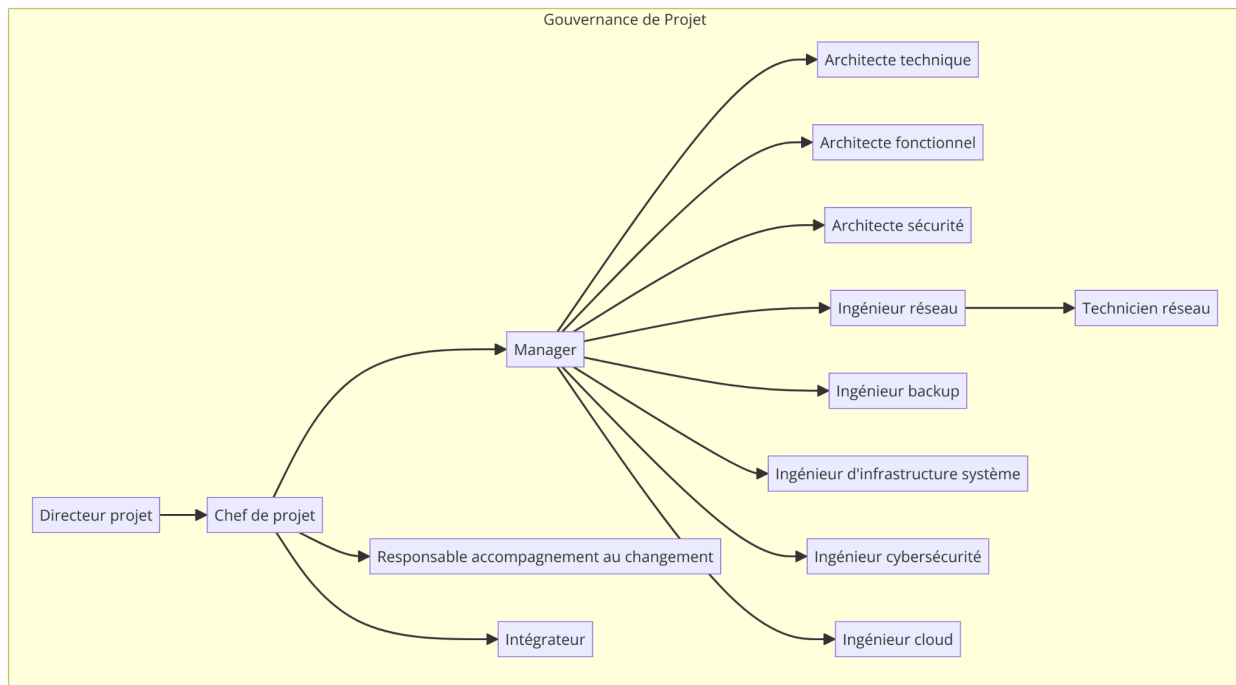 Gouvernance de Projet
Architecte technique
Architecte fonctionnel
Architecte sécurité
Ingénieur réseau
Technicien réseau
Manager
Ingénieur backup
Ingénieur d'infrastructure système
Directeur projet
Chef de projet
Responsable accompagnement au changement
Ingénieur cybersécurité
Intégrateur
Ingénieur cloud